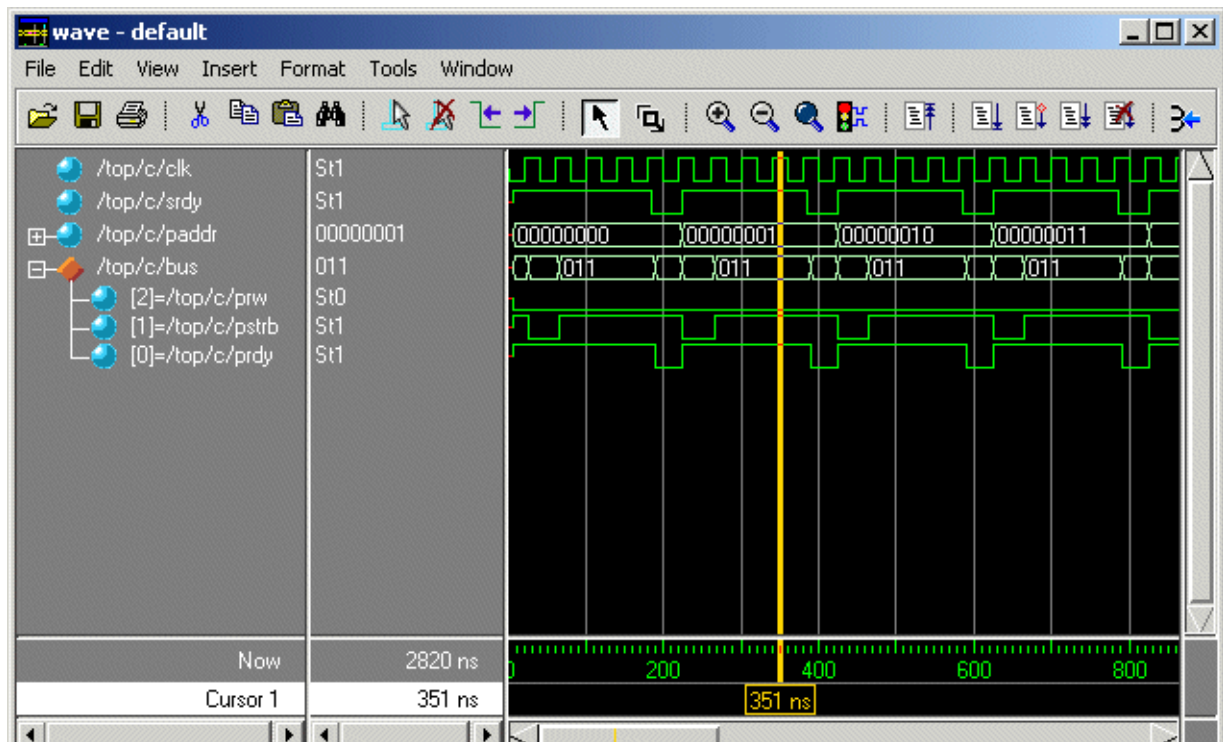 wave - default
File Edit View Insert Format Tools Window
/top/c/clk St1
/top/c/srdy St1
/top/c/paddr 00000001 00000000 00000001 00000010 00000011
/top/c/bus 011 011 011 011 011
[2]=/top/c/prw St0
[1]=/top/c/pstrb St1
[0]=/top/c/prdy St1
Now 2820 ns 200 400 600 800
Cursor 1 351 ns 351 ns